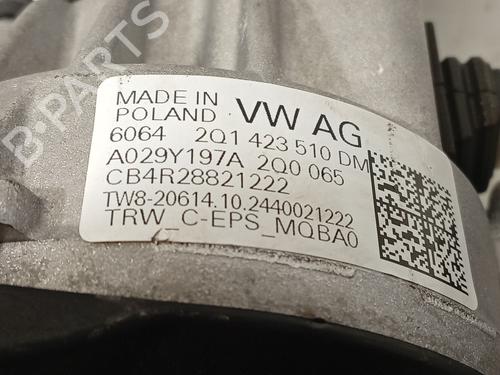 MADE IN POLAND VW AG
6064 2Q1 423 510 DM
A029Y197A 2Q0 065
CB4R28821222
TW8-20614.10.2440021222
TRW_C-EPS_MQBA0
B-PARTS